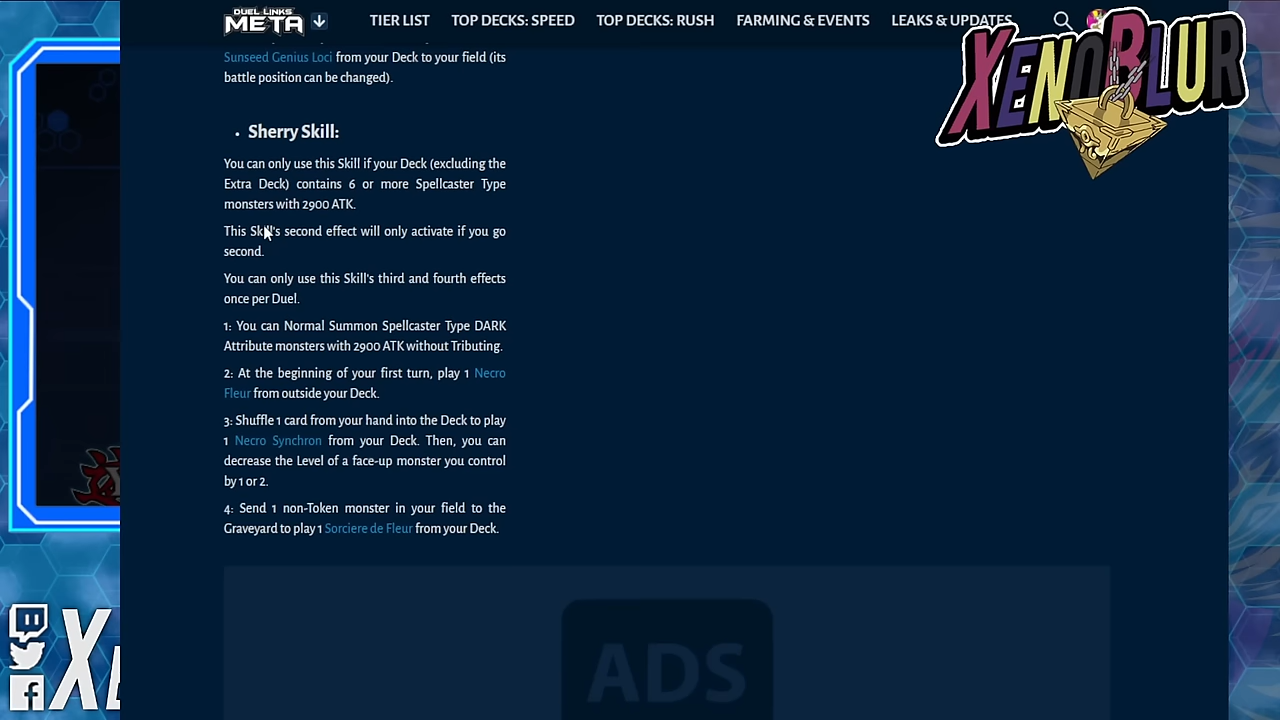 DUEL LINKS
META
TIER LIST
TOP DECKS: SPEED
TOP DECKS: RUSH
FARMING & EVENTS
LEAKS & UPDATES
XENOBLUR
Sunseed Genius Loci from your Deck to your field (its
battle position can be changed).
• Sherry Skill:
You can only use this Skill if your Deck (excluding the
Extra Deck) contains 6 or more Spellcaster Type
monsters with 2900 ATK.
This Skill's second effect will only activate if you go
second.
You can only use this Skill's third and fourth effects
once per Duel.
1: You can Normal Summon Spellcaster Type DARK
Attribute monsters with 2900 ATK without Tributing.
2: At the beginning of your first turn, play 1 Necro
Fleur from outside your Deck.
3: Shuffle 1 card from your hand into the Deck to play
1 Necro Synchron from your Deck. Then, you can
decrease the Level of a face-up monster you control
by 1 or 2.
4: Send 1 non-Token monster in your field to the
Graveyard to play 1 Sorciere de Fleur from your Deck.
ADS